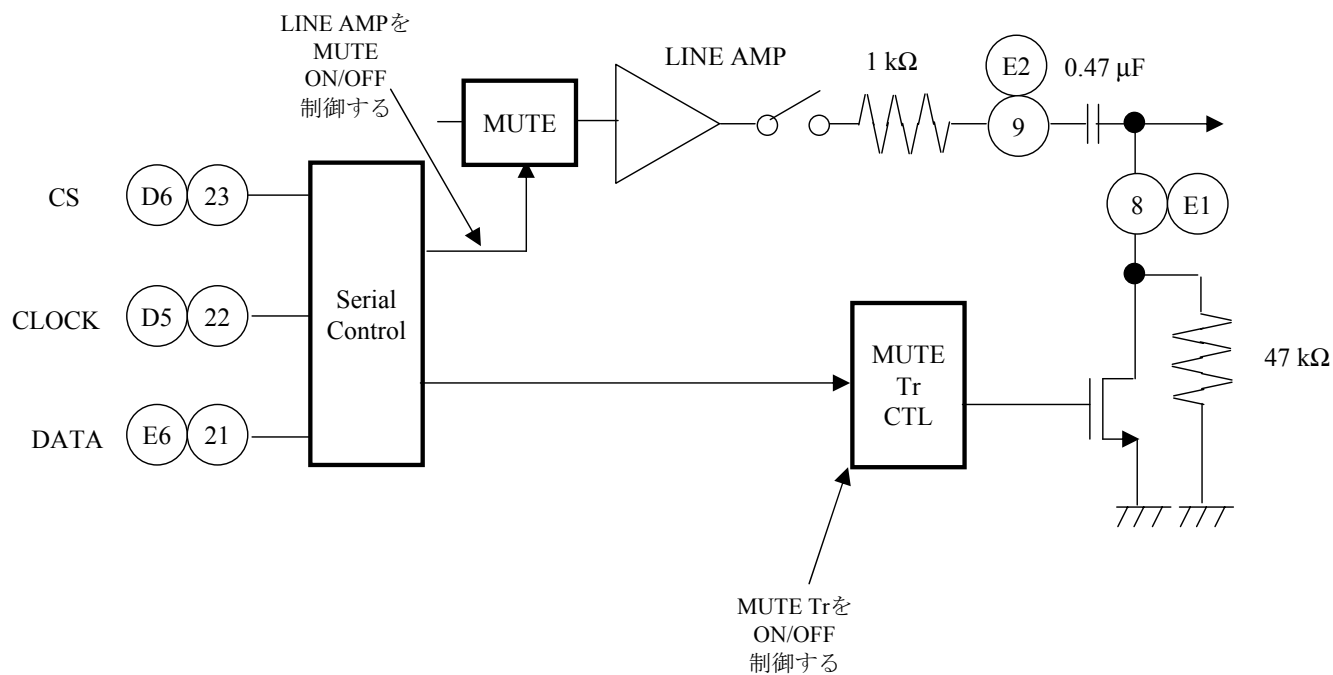 LINE AMPを
MUTE
ON/OFF
制御する
LINE AMP
1 kΩ
E2
0.47 μF
MUTE
9
CS
D6
23
8
E1
CLOCK
D5
22
Serial
Control
MUTE
Tr
CTL
47 kΩ
DATA
E6
21
MUTE Trを
ON/OFF
制御する